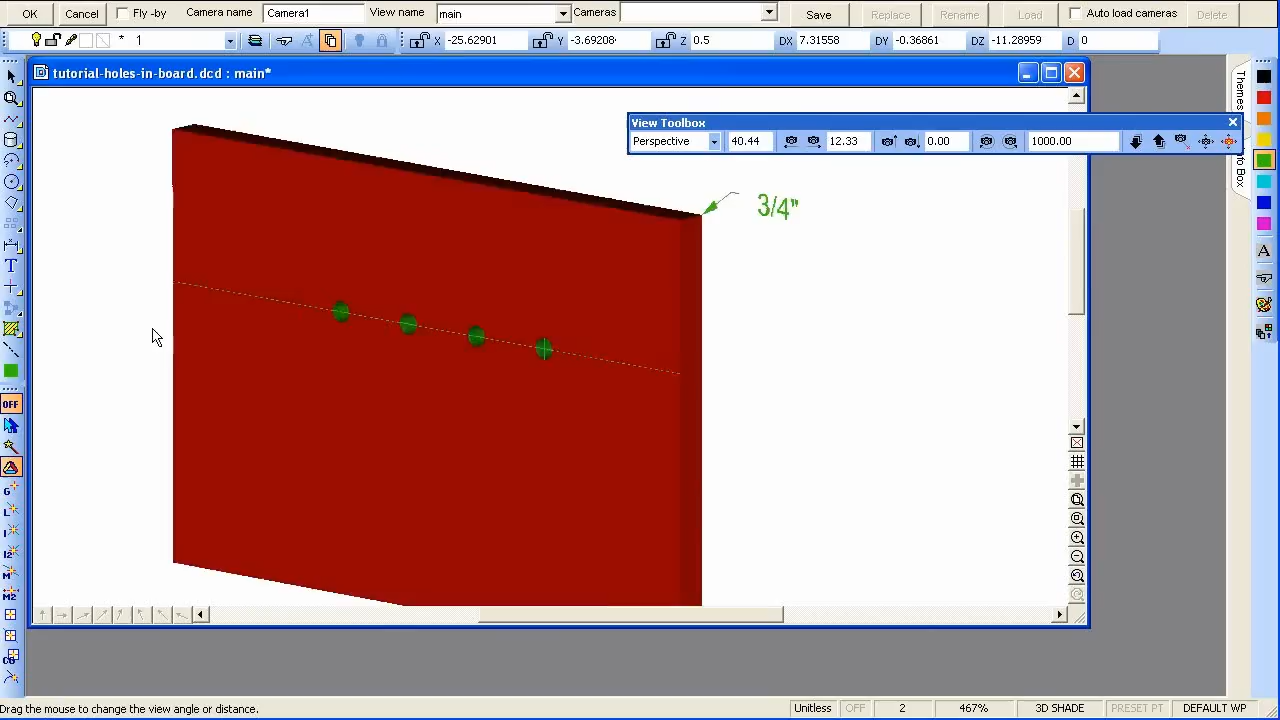 OK Cancel Fly -by Camera name Camera1 View name main Cameras Save Replace Rename Load Auto load cameras Delete
* 1 X -25.62901 Y -3.69208 Z 0.5 DX 7.31558 DY -0.36861 DZ -11.28959 D 0
tutorial-holes-in-board.dcd : main*
View Toolbox
Perspective 40.44 12.33 0.00 1000.00
Themes
Box
3/4"
T
A
OFF
G
L
I
I2
M
M2
CG
Drag the mouse to change the view angle or distance. Unitless OFF 2 467% 3D SHADE PRESET PT DEFAULT WP